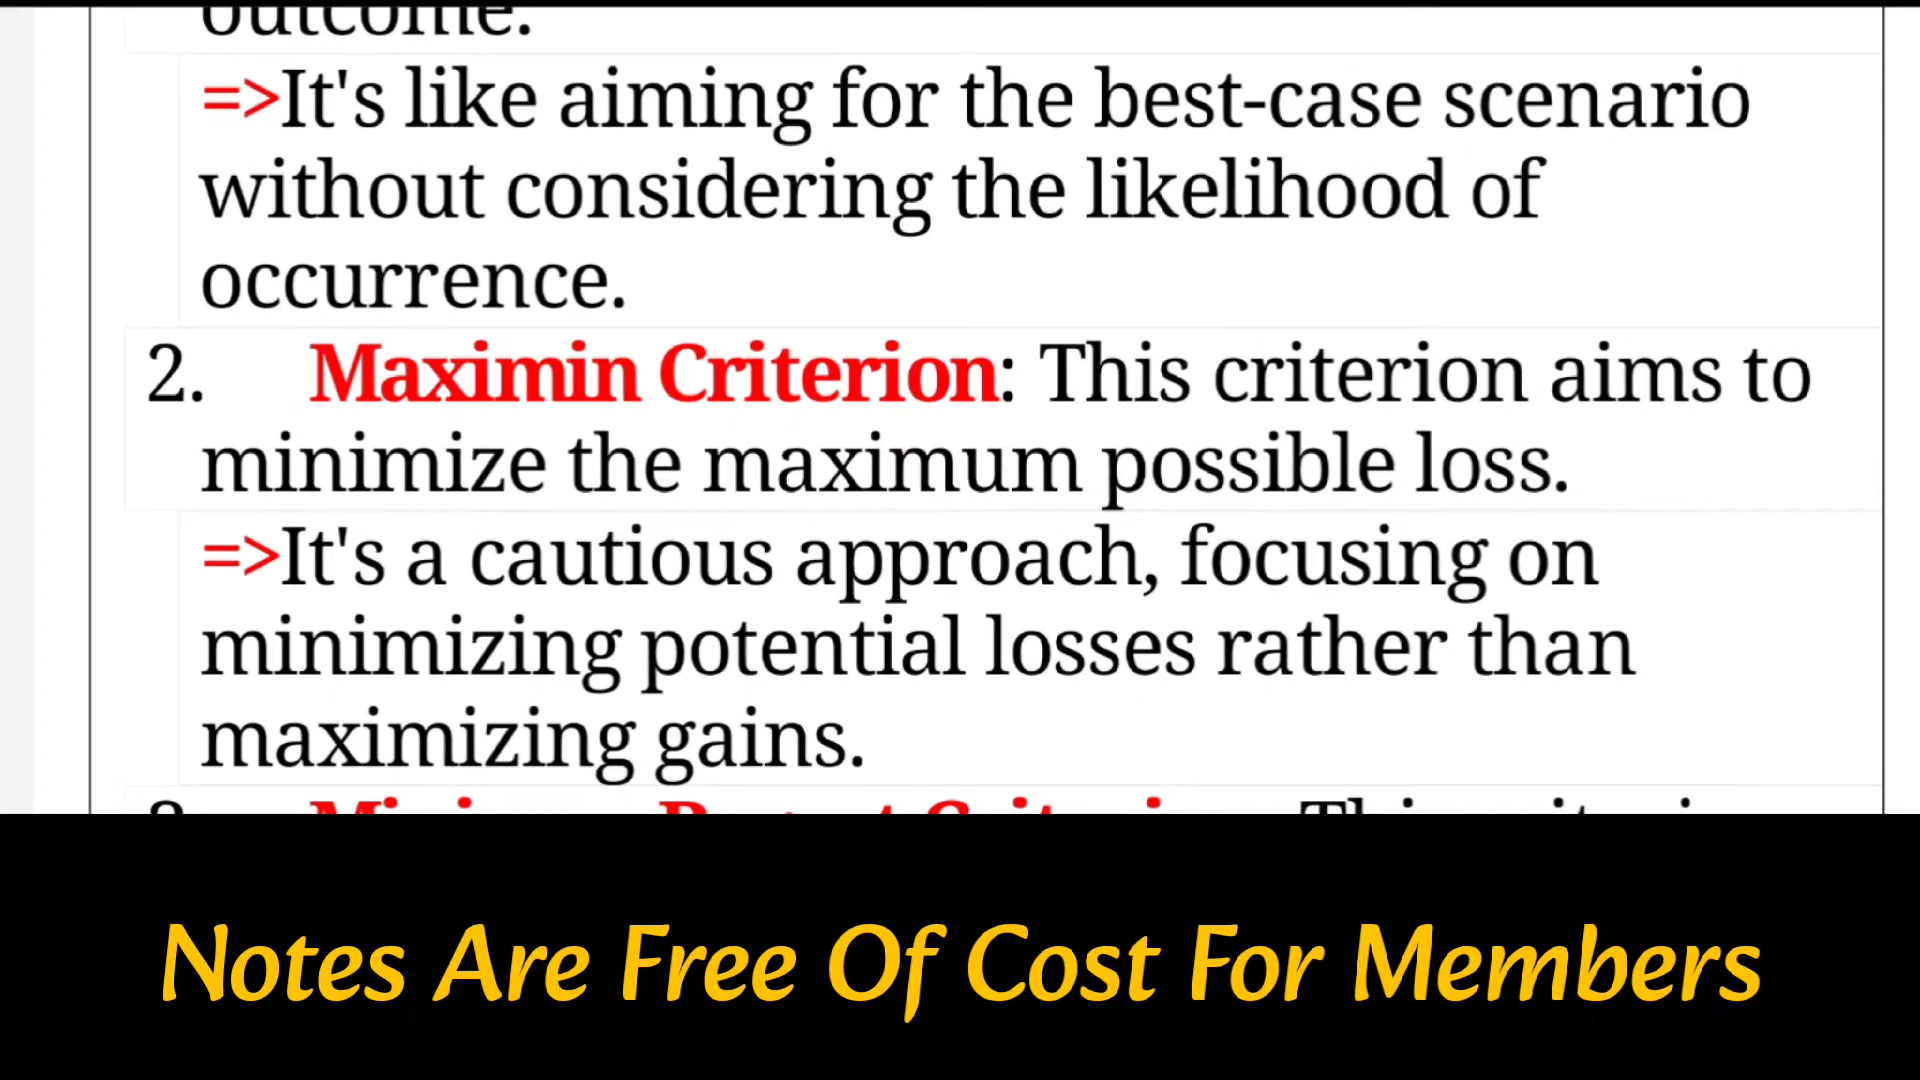 outcome.
=>It's like aiming for the best-case scenario
without considering the likelihood of
occurrence.
2. Maximin Criterion: This criterion aims to
minimize the maximum possible loss.
=>It's a cautious approach, focusing on
minimizing potential losses rather than
maximizing gains.
Notes Are Free Of Cost For Members